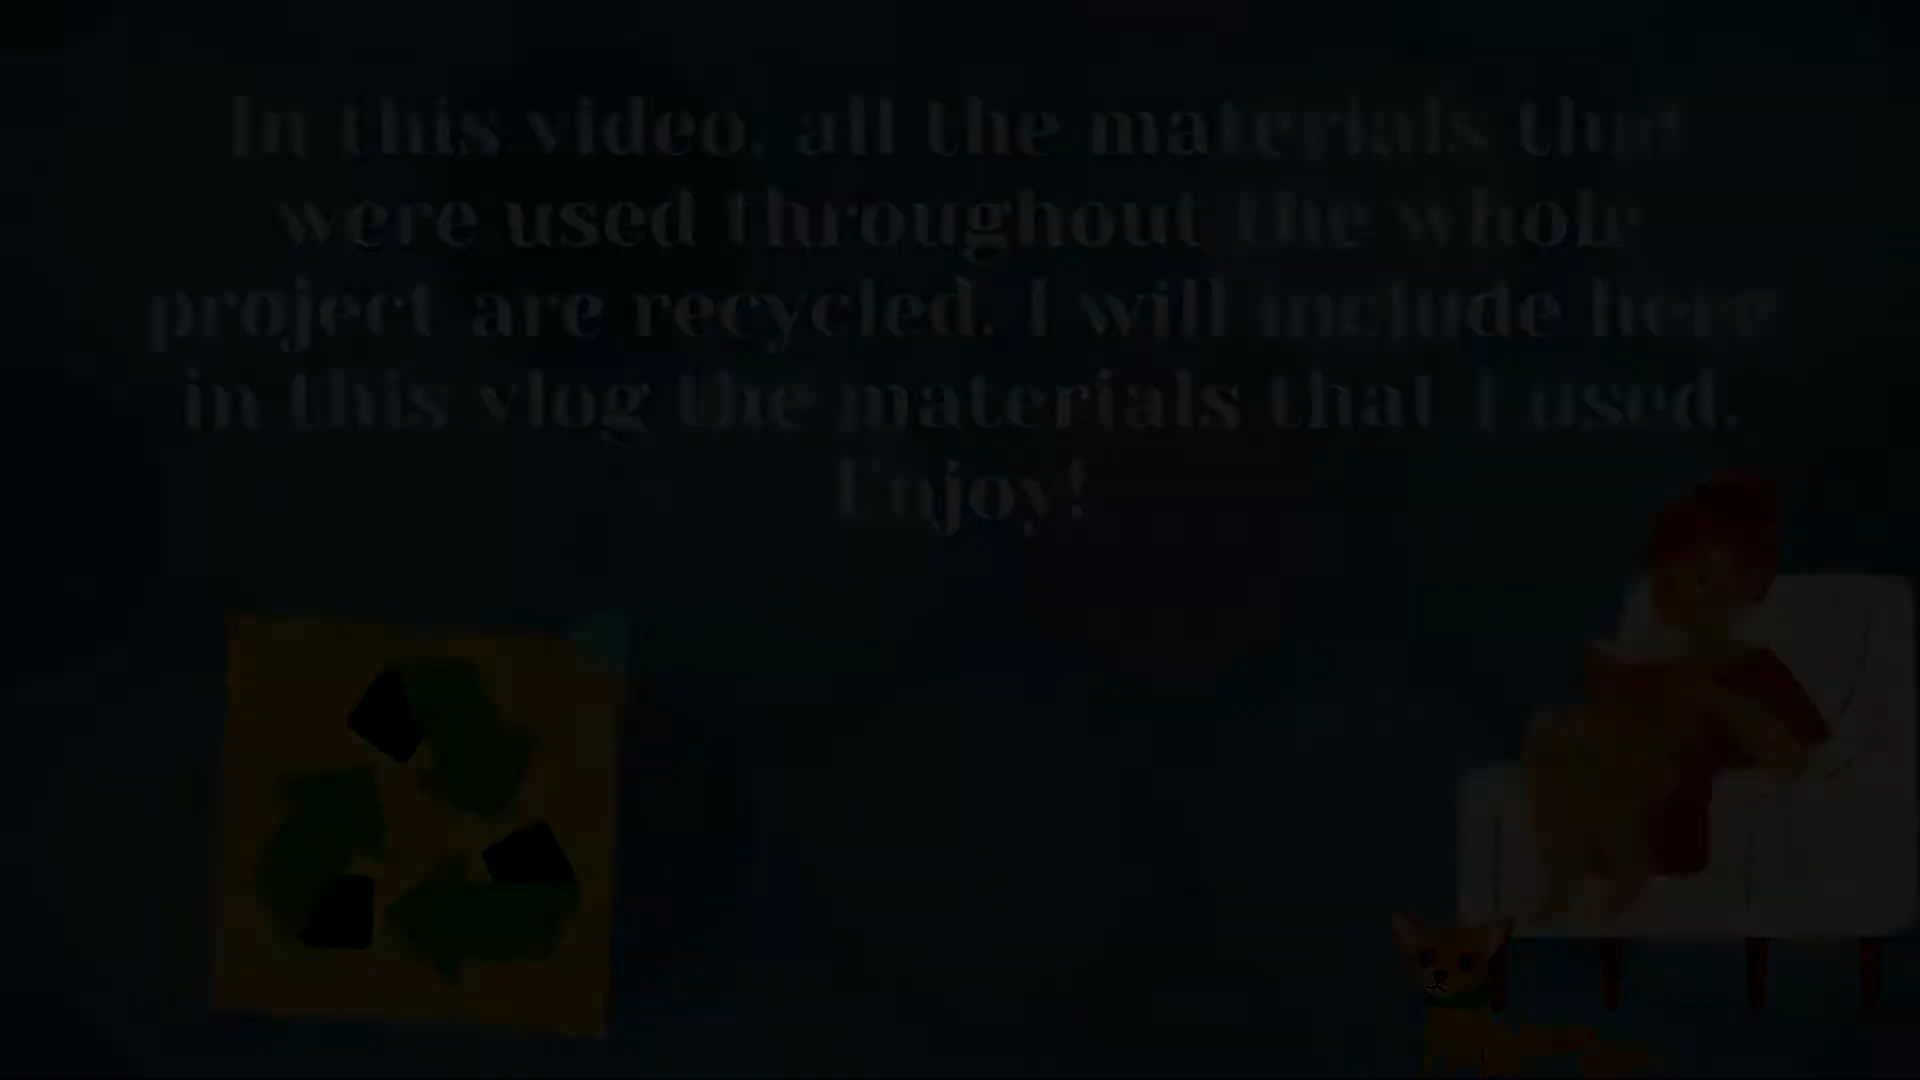 In this video, all the materials that
were used throughout the whole
project are recycled. I will include here
in this vlog the materials that I used.
Enjoy!